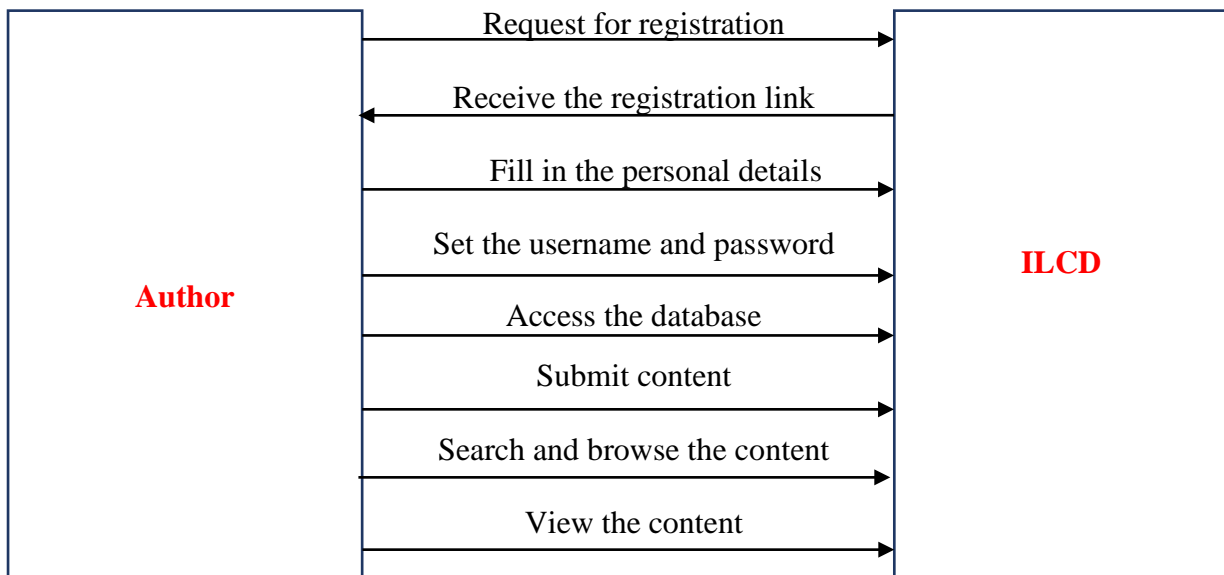 Request for registration
Receive the registration link
Fill in the personal details
Set the username and password
ILCD
Author
Access the database
Submit content
Search and browse the content
View the content